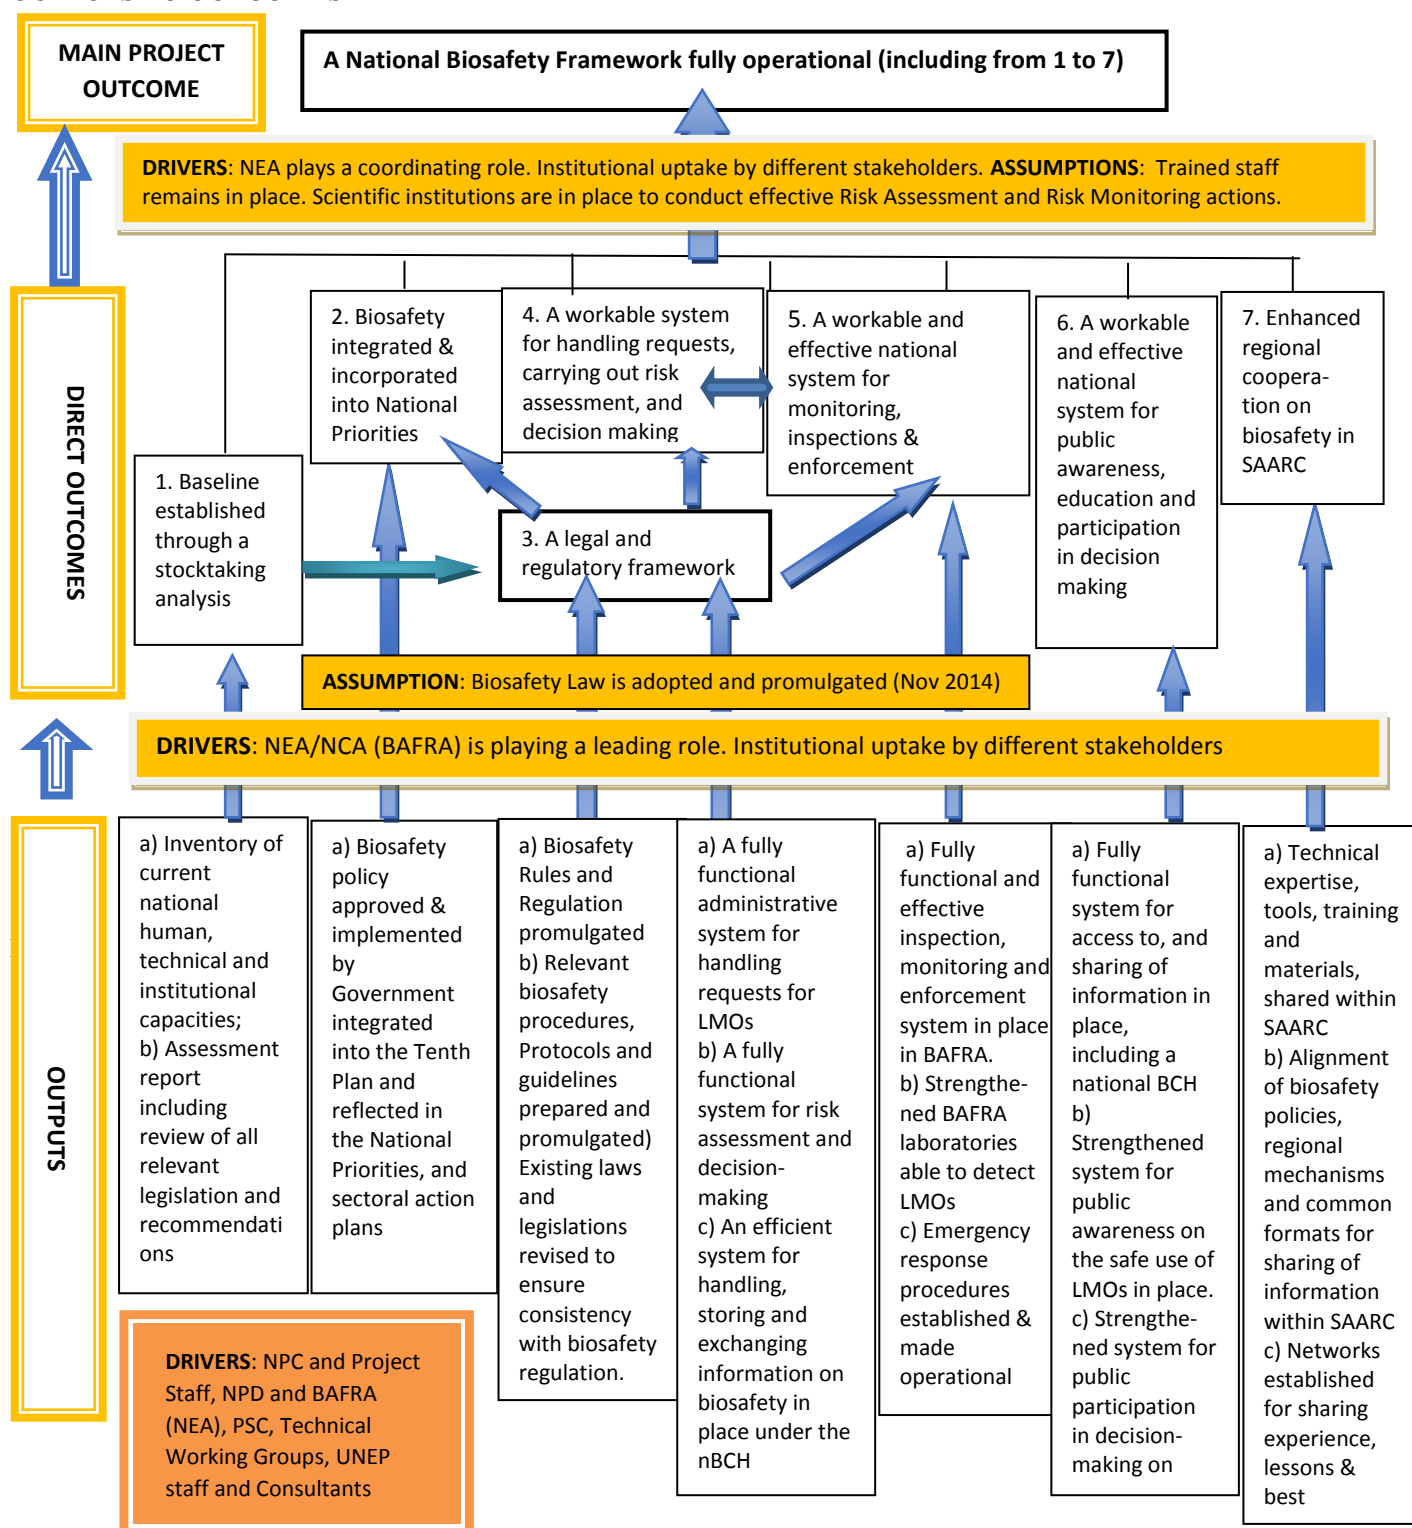 MAIN PROJECT
OUTCOME
A National Biosafety Framework fully operational (including from 1 to 7)
DRIVERS: NEA plays a coordinating role. Institutional uptake by different stakeholders. ASSUMPTIONS: Trained staff
remains in place. Scientific institutions are in place to conduct effective Risk Assessment and Risk Monitoring actions.
DIRECT OUTCOMES
1. Baseline
established
through a
stocktaking
analysis
2. Biosafety
integrated &
incorporated
into National
Priorities
3. A legal and
regulatory framework
4. A workable system
for handling requests,
carrying out risk
assessment, and
decision making
5. A workable and
effective national
system for
monitoring,
inspections &
enforcement
6. A workable
and effective
national
system for
public
awareness,
education and
participation
in decision
making
7. Enhanced
regional
coopera-
tion on
biosafety in
SAARC
ASSUMPTION: Biosafety Law is adopted and promulgated (Nov 2014)
DRIVERS: NEA/NCA (BAFRA) is playing a leading role. Institutional uptake by different stakeholders
OUTPUTS
a) Inventory of
current
national
human,
technical and
institutional
capacities;
b) Assessment
report
including
review of all
relevant
legislation and
recommendati
ons
a) Biosafety
policy
approved &
implemented
by
Government
integrated
into the Tenth
Plan and
reflected in
the National
Priorities, and
sectoral action
plans
a) Biosafety
Rules and
Regulation
promulgated
b) Relevant
biosafety
procedures,
Protocols and
guidelines
prepared and
promulgated)
Existing laws
and
legislations
revised to
ensure
consistency
with biosafety
regulation.
a) A fully
functional
administrative
system for
handling
requests for
LMOs
b) A fully
functional
system for risk
assessment and
decision-
making
c) An efficient
system for
handling,
storing and
exchanging
information on
biosafety in
place under the
nBCH
a) Fully
functional and
effective
inspection,
monitoring and
enforcement
system in place
in BAFRA.
b) Strengthe-
ned BAFRA
laboratories
able to detect
LMOs
c) Emergency
response
procedures
established &
made
operational
a) Fully
functional
system for
access to, and
sharing of
information in
place,
including a
national BCH
b)
Strengthened
system for
public
awareness on
the safe use of
LMOs in place.
c) Strengthe-
ned system for
public
participation
in decision-
making on
a) Technical
expertise,
tools, training
and
materials,
shared within
SAARC
b) Alignment
of biosafety
policies,
regional
mechanisms
and common
formats for
sharing of
information
within SAARC
c) Networks
established
for sharing
experience,
lessons &
best
DRIVERS: NPC and Project
Staff, NPD and BAFRA
(NEA), PSC, Technical
Working Groups, UNEP
staff and Consultants